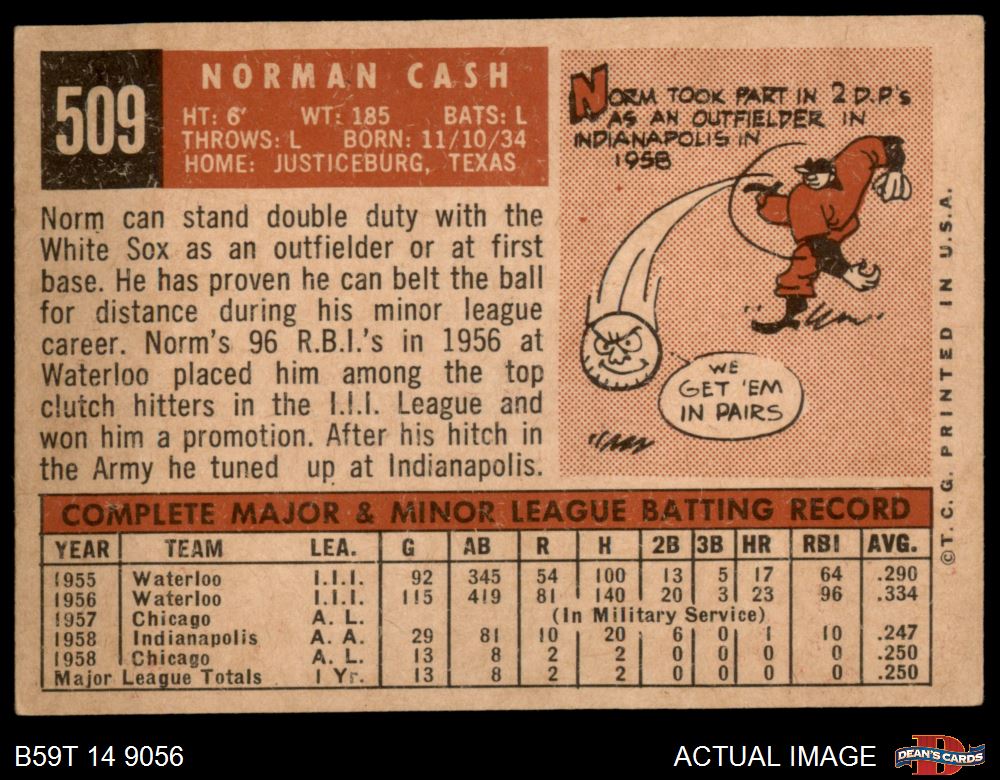 509
NORMAN CASH
HT: 6' WT: 185 BATS: L
THROWS: L BORN: 11/10/34
HOME: JUSTICEBURG, TEXAS
Norm can stand double duty with the
White Sox as an outfielder or at first
base. He has proven he can belt the ball
for distance during his minor league
career. Norm's 96 R.B.I.'s in 1956 at
Waterloo placed him among the top
clutch hitters in the I.I.I. League and
won him a promotion. After his hitch in
the Army he tuned up at Indianapolis.
NORM TOOK PART IN 2 D.P.'s
AS AN OUTFIELDER IN
INDIANAPOLIS IN
1958
WE
GET 'EM
IN PAIRS
© T. C. G. PRINTED IN U.S.A.
COMPLETE MAJOR & MINOR LEAGUE BATTING RECORD
YEAR TEAM LEA. G AB R H 2B 3B HR RBI AVG.
1955 Waterloo I.I.I. 92 345 54 100 13 5 17 64 .290
1956 Waterloo I.I.I. 115 419 81 140 20 3 23 96 .334
1957 Chicago A. L. (In Military Service)
1958 Indianapolis A. A. 29 81 10 20 6 0 1 10 .247
1958 Chicago A. L. 13 8 2 2 0 0 0 0 .250
Major League Totals 1 Yr. 13 8 2 2 0 0 0 0 .250
B59T 14 9056
ACTUAL IMAGE
D
DEAN'S CARDS